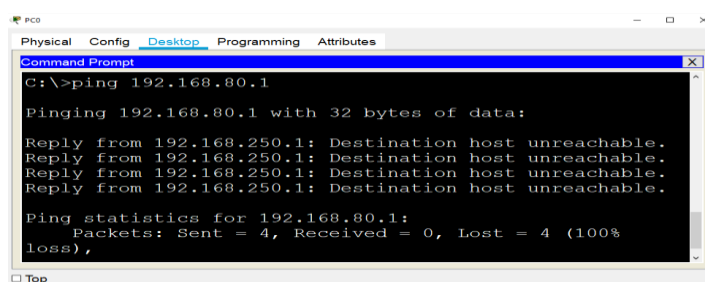 PC0
Physical Config Desktop Programming Attributes
Command Prompt X
C:\>ping 192.168.80.1
Pinging 192.168.80.1 with 32 bytes of data:
Reply from 192.168.250.1: Destination host unreachable.
Reply from 192.168.250.1: Destination host unreachable.
Reply from 192.168.250.1: Destination host unreachable.
Reply from 192.168.250.1: Destination host unreachable.
Ping statistics for 192.168.80.1:
Packets: Sent = 4, Received = 0, Lost = 4 (100%
loss),
Top